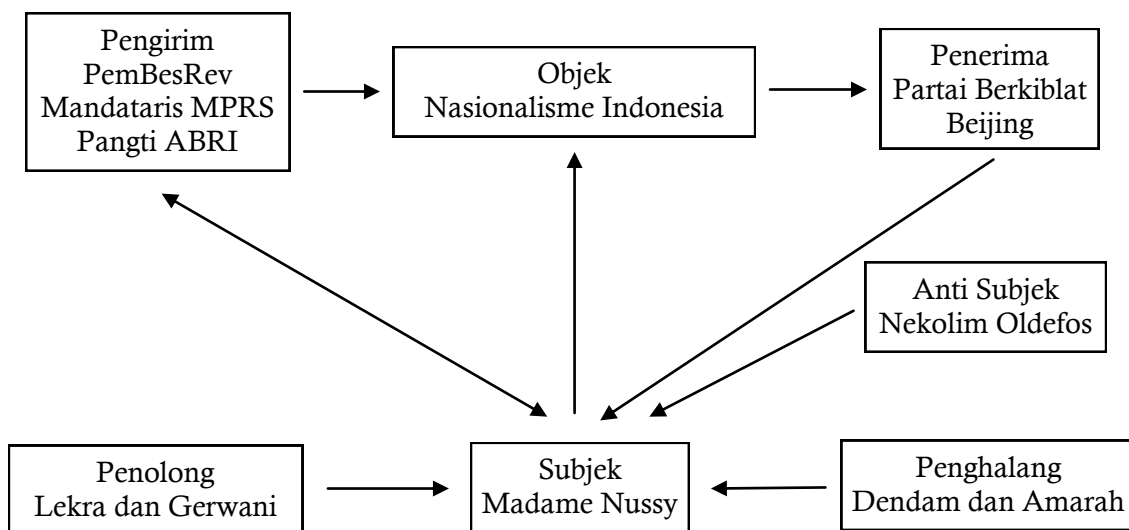 Pengirim
PemBesRev
Mandataris MPRS
Pangti ABRI
Objek
Nasionalisme Indonesia
Penerima
Partai Berkiblat
Beijing
Anti Subjek
Nekolim Oldefos
Penolong
Lekra dan Gerwani
Subjek
Madame Nussy
Penghalang
Dendam dan Amarah